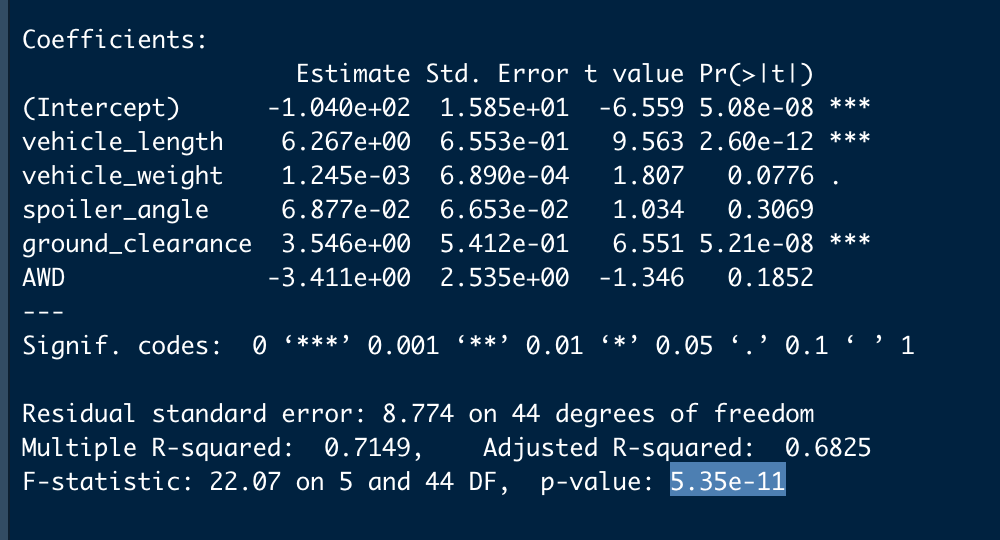 Coefficients:
Estimate Std. Error t value Pr(>|t|)
(Intercept) -1.040e+02 1.585e+01 -6.559 5.08e-08 ***
vehicle_length 6.267e+00 6.553e-01 9.563 2.60e-12 ***
vehicle_weight 1.245e-03 6.890e-04 1.807 0.0776 .
spoiler_angle 6.877e-02 6.653e-02 1.034 0.3069
ground_clearance 3.546e+00 5.412e-01 6.551 5.21e-08 ***
AWD -3.411e+00 2.535e+00 -1.346 0.1852
---
Signif. codes: 0 ‘***’ 0.001 ‘**’ 0.01 ‘*’ 0.05 ‘.’ 0.1 ‘ ’ 1
Residual standard error: 8.774 on 44 degrees of freedom
Multiple R-squared: 0.7149, Adjusted R-squared: 0.6825
F-statistic: 22.07 on 5 and 44 DF, p-value: 5.35e-11